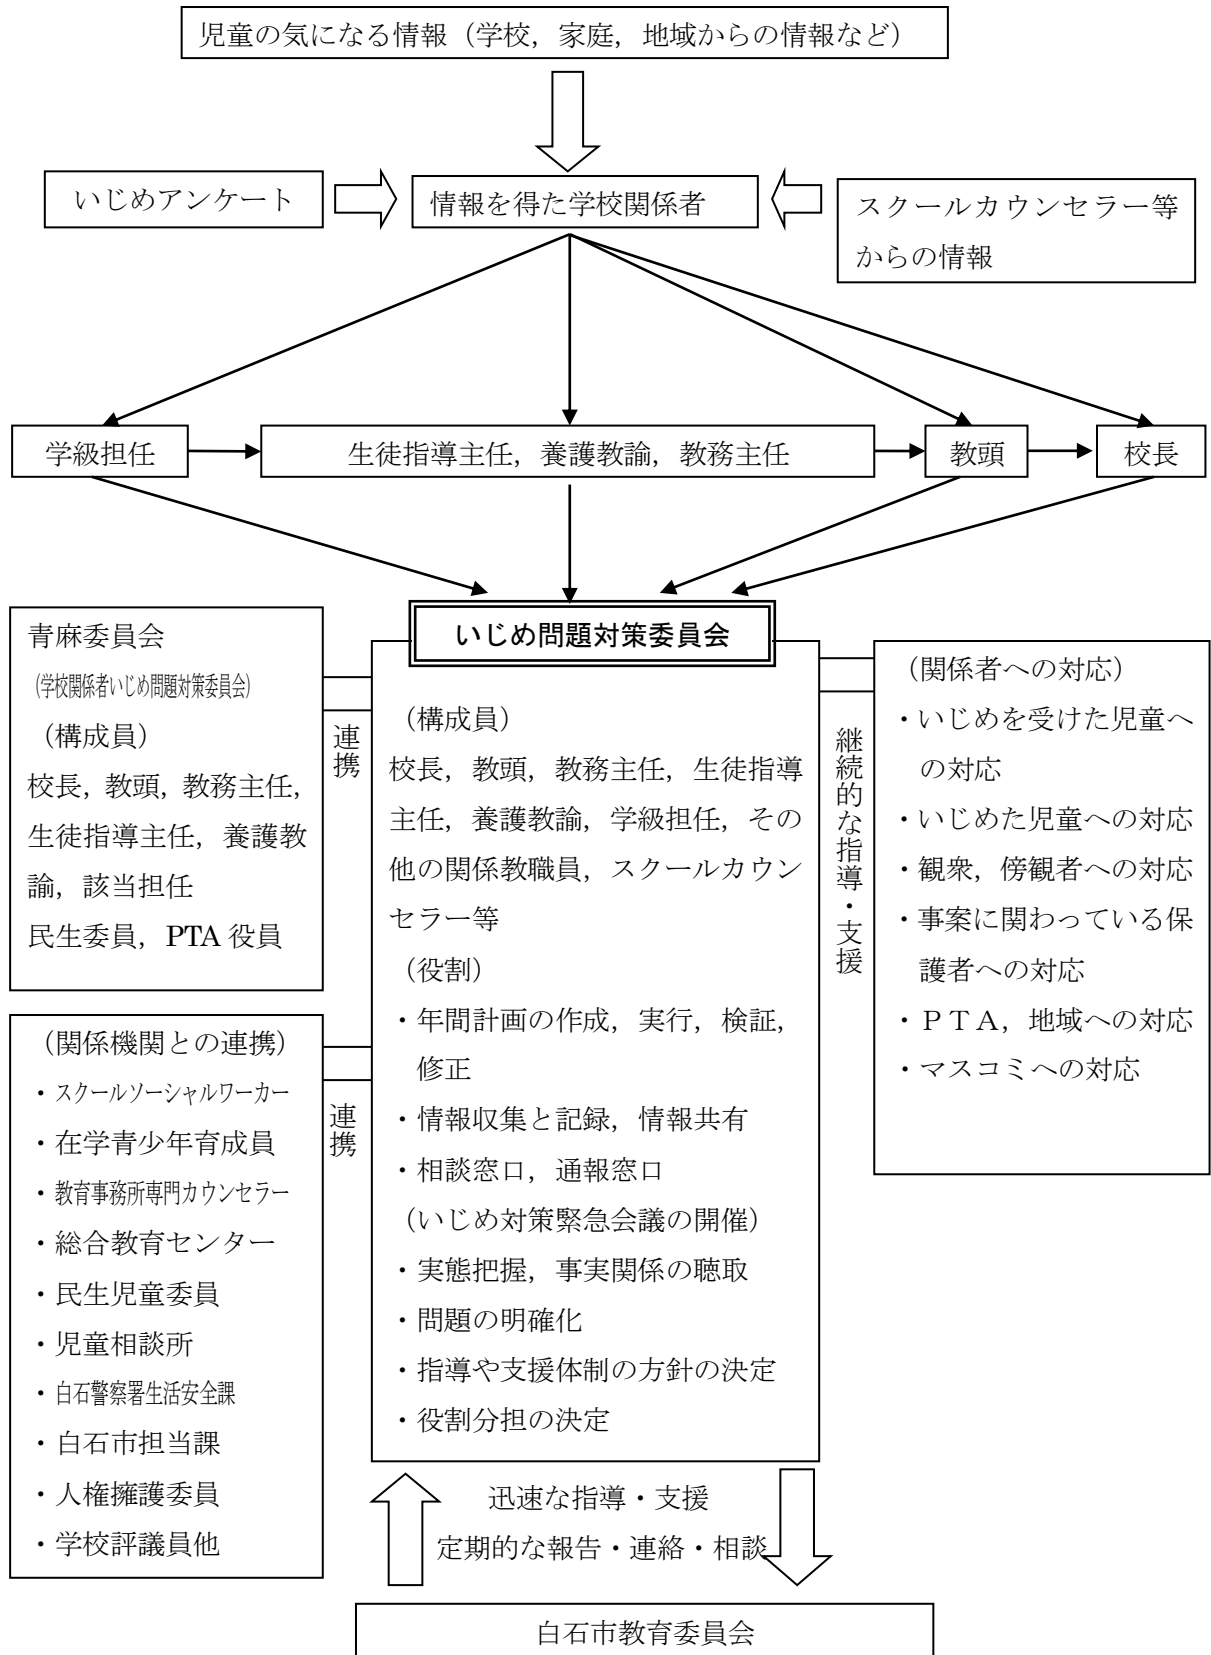 児童の気になる情報（学校，家庭，地域からの情報など）
いじめアンケート
情報を得た学校関係者
スクールカウンセラー等
からの情報
学級担任
生徒指導主任，養護教諭，教務主任
教頭
校長
いじめ問題対策委員会
青麻委員会
(学校関係者いじめ問題対策委員会)
（構成員）
校長，教頭，教務主任，
生徒指導主任，養護教
諭，該当担任
民生委員，PTA 役員
連携
（関係機関との連携）
・スクールソーシャルワーカー
・在学青少年育成員
・教育事務所専門カウンセラー
・総合教育センター
・民生児童委員
・児童相談所
・白石警察署生活安全課
・白石市担当課
・人権擁護委員
・学校評議員他
連携
（構成員）
校長，教頭，教務主任，生徒指導
主任，養護教諭，学級担任，その
他の関係教職員，スクールカウン
セラー等
（役割）
・年間計画の作成，実行，検証，
修正
・情報収集と記録，情報共有
・相談窓口，通報窓口
（いじめ対策緊急会議の開催）
・実態把握，事実関係の聴取
・問題の明確化
・指導や支援体制の方針の決定
・役割分担の決定
継続的な指導・支援
（関係者への対応）
・いじめを受けた児童へ
の対応
・いじめた児童への対応
・観衆，傍観者への対応
・事案に関わっている保
護者への対応
・ＰＴＡ，地域への対応
・マスコミへの対応
迅速な指導・支援
定期的な報告・連絡・相談
白石市教育委員会